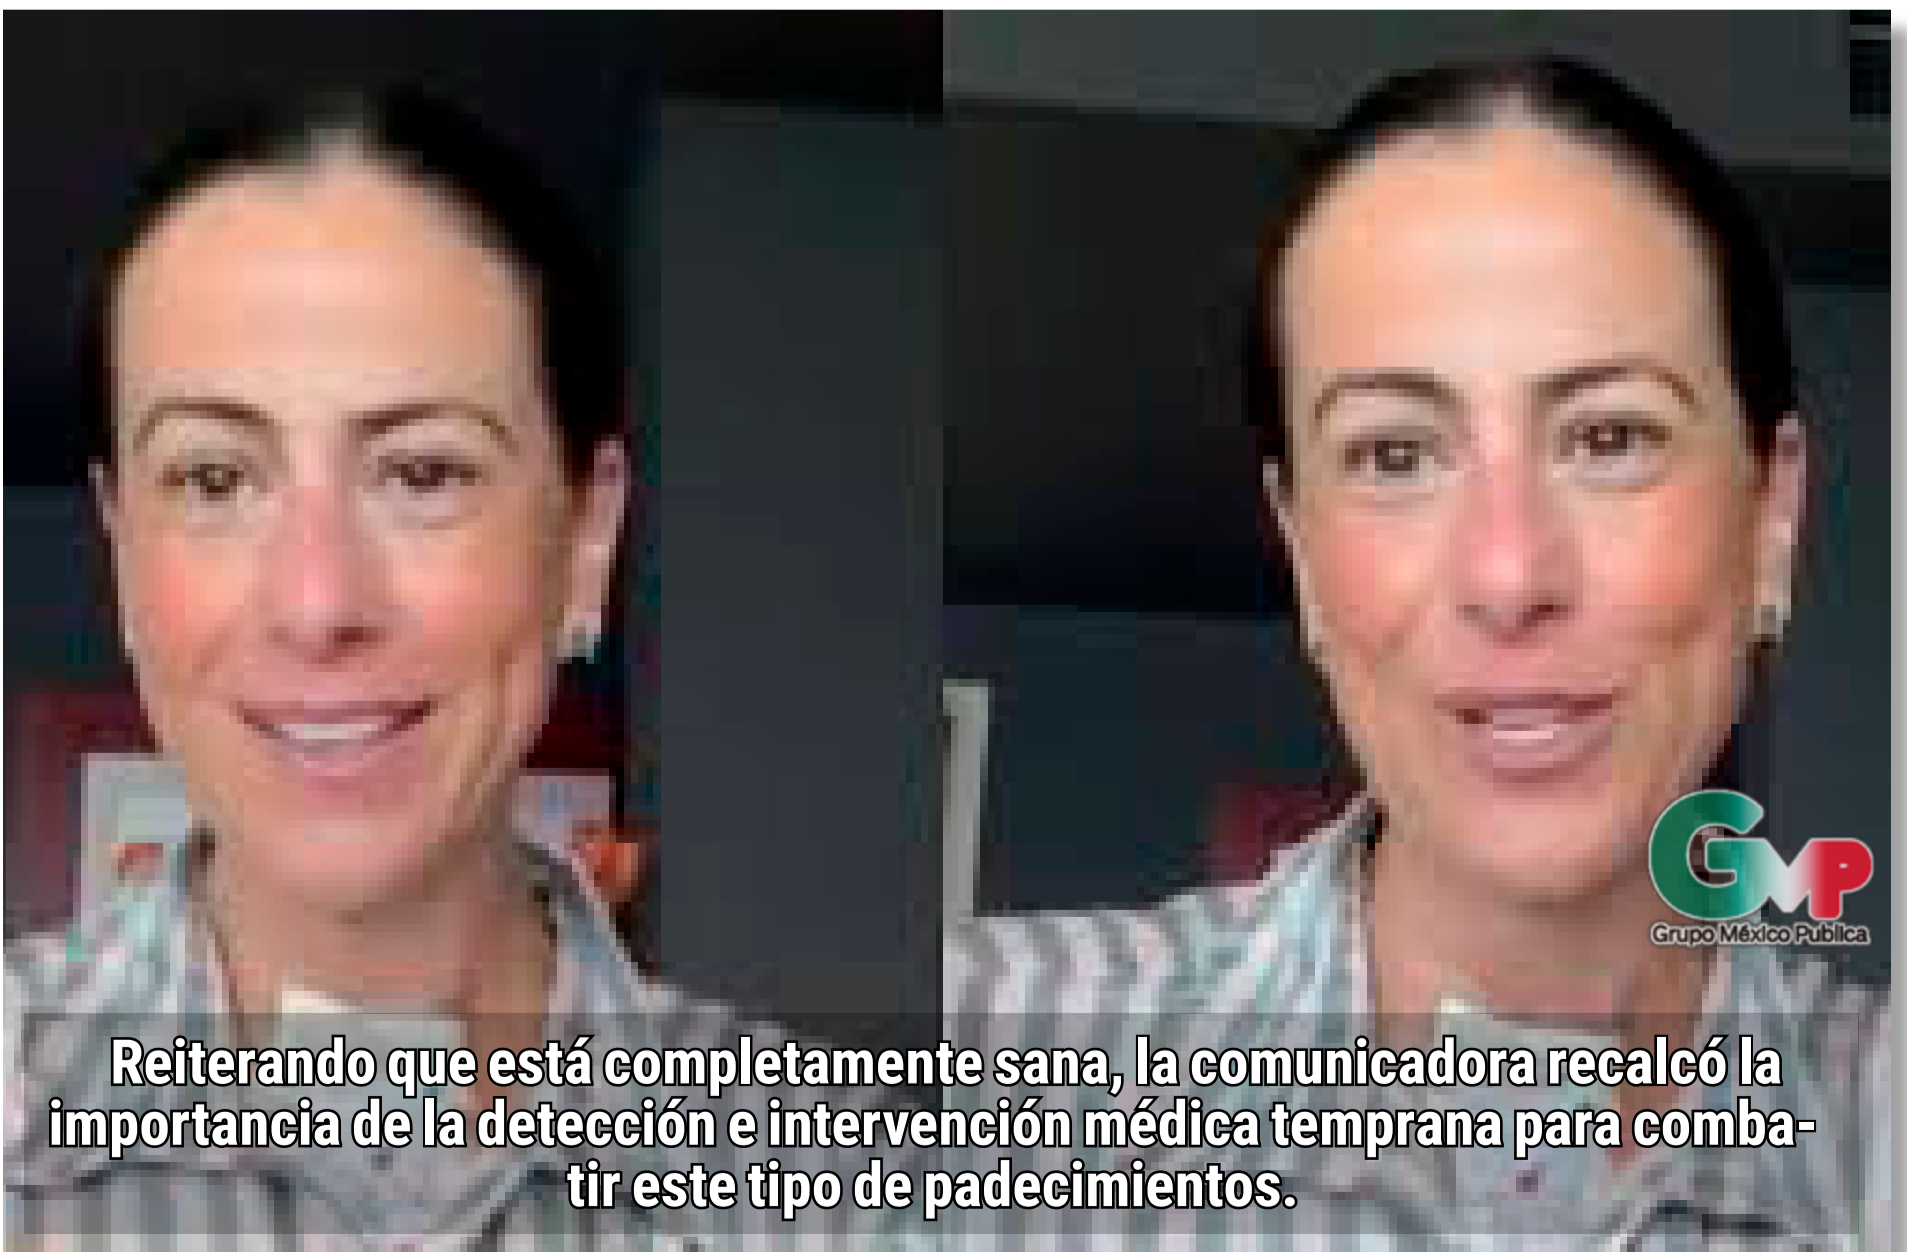 GMP
Grupo México Publica
Reiterando que está completamente sana, la comunicadora recalcó la
importancia de la detección e intervención médica temprana para comba-
tir este tipo de padecimientos.